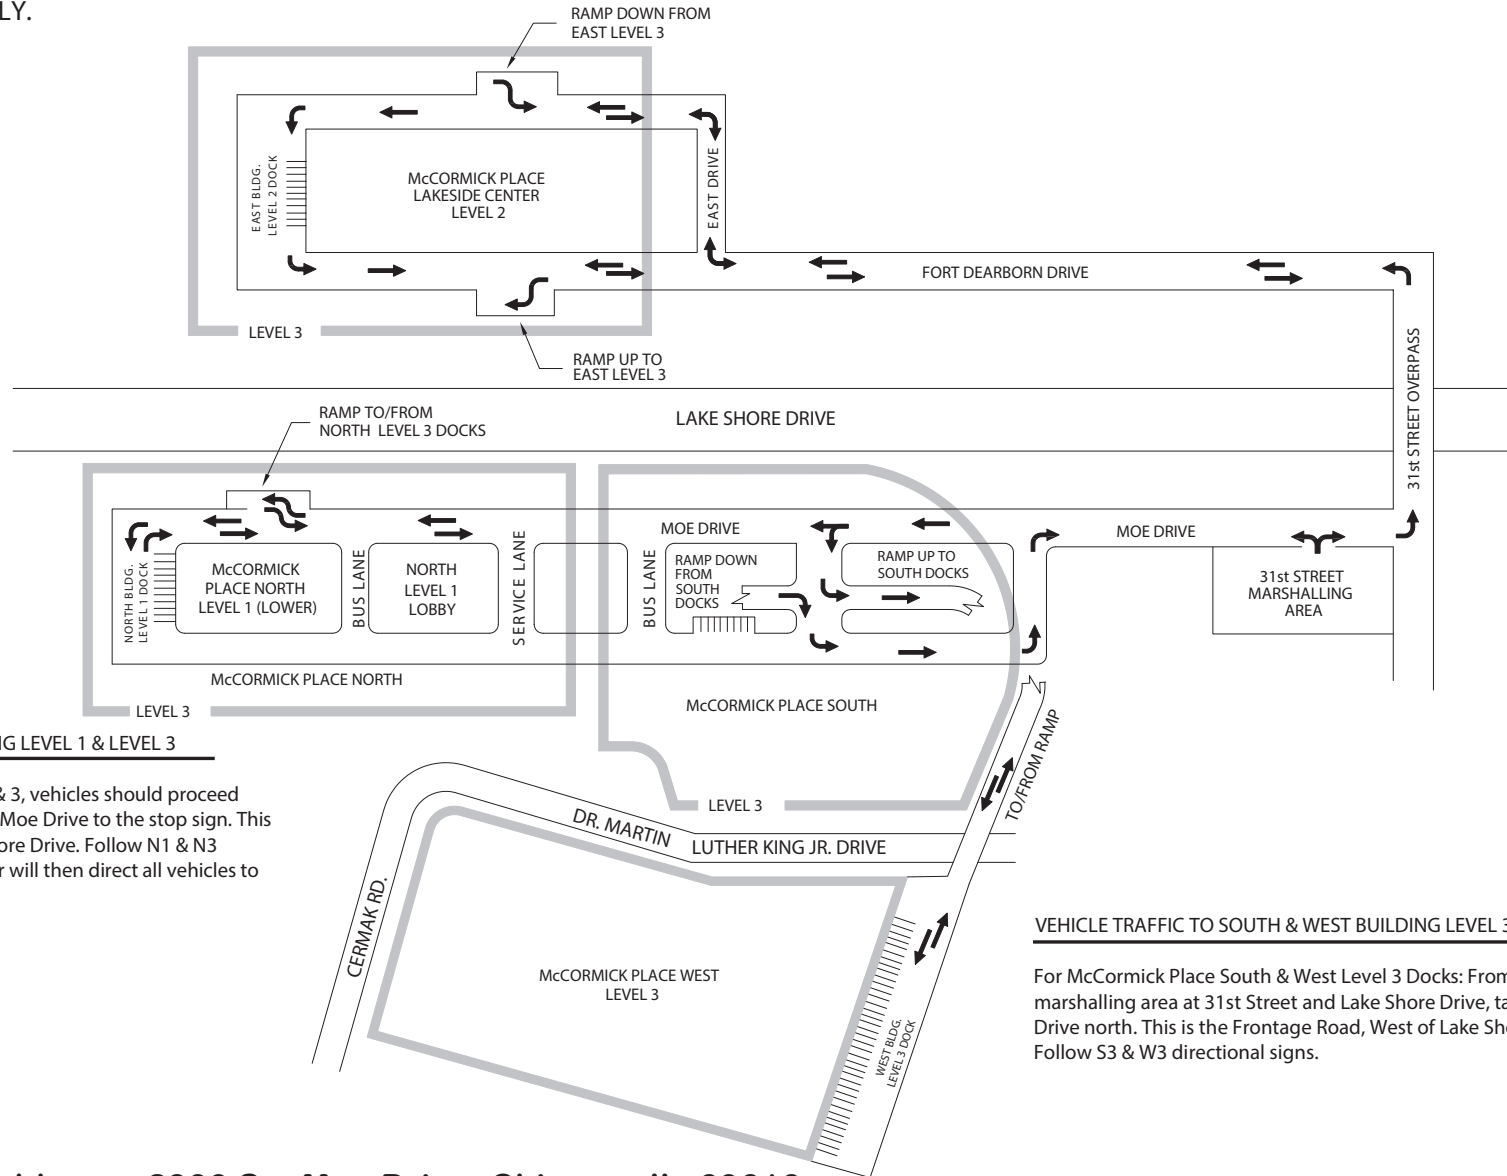 LY.
RAMP DOWN FROM
EAST LEVEL 3
EAST BLDG.
LEVEL 2 DOCK
McCORMICK PLACE
LAKESIDE CENTER
LEVEL 2
EAST DRIVE
FORT DEARBORN DRIVE
LEVEL 3
RAMP UP TO
EAST LEVEL 3
31st STREET OVERPASS
LAKE SHORE DRIVE
RAMP TO/FROM
NORTH LEVEL 3 DOCKS
NORTH BLDG.
LEVEL 1 DOCK
McCORMICK
PLACE NORTH
LEVEL 1 (LOWER)
BUS LANE
NORTH
LEVEL 1
LOBBY
SERVICE LANE
BUS LANE
MOE DRIVE
RAMP DOWN
FROM
SOUTH
DOCKS
RAMP UP TO
SOUTH DOCKS
MOE DRIVE
31st STREET
MARSHALLING
AREA
McCORMICK PLACE NORTH
LEVEL 3
McCORMICK PLACE SOUTH
LEVEL 3
TO/FROM RAMP
NG LEVEL 1 & LEVEL 3
& 3, vehicles should proceed
Moe Drive to the stop sign. This
ore Drive. Follow N1 & N3
r will then direct all vehicles to
DR. MARTIN
LUTHER KING JR. DRIVE
CERMAK RD.
McCORMICK PLACE WEST
LEVEL 3
WEST BLDG.
LEVEL 3 DOCK
VEHICLE TRAFFIC TO SOUTH & WEST BUILDING LEVEL 3
For McCormick Place South & West Level 3 Docks: From
marshalling area at 31st Street and Lake Shore Drive, ta
Drive north. This is the Frontage Road, West of Lake Sho
Follow S3 & W3 directional signs.